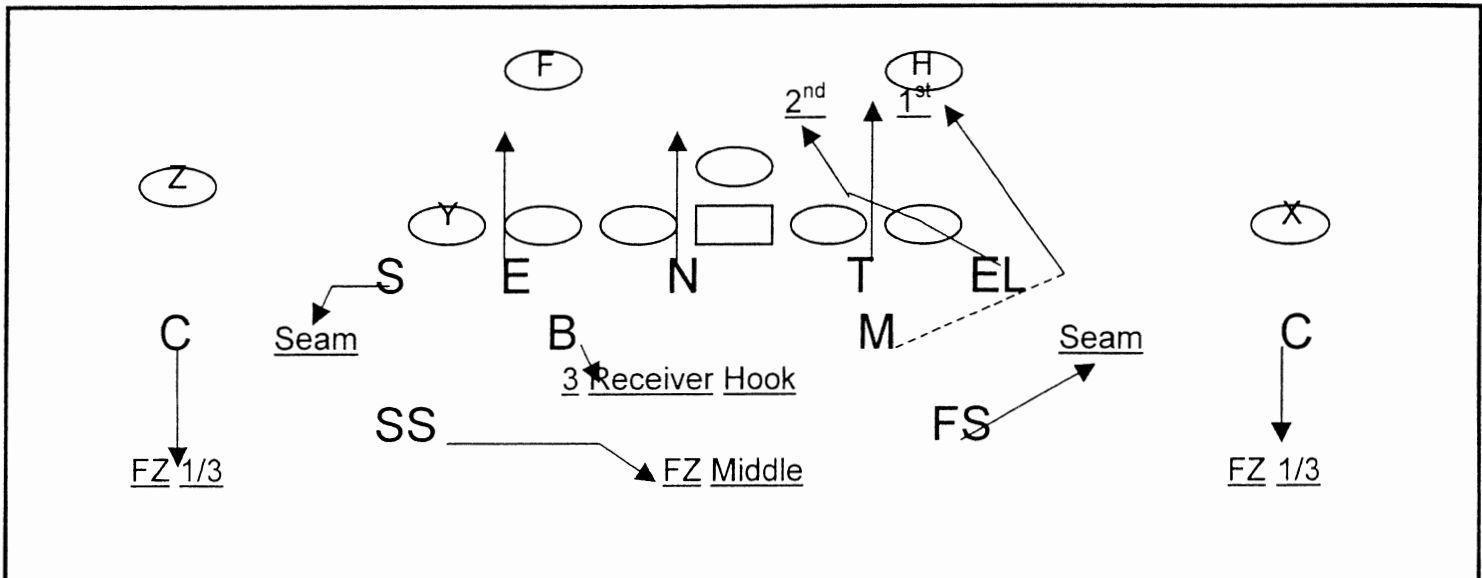 F H
2nd 1st
Z
Y X
S E N T EL
C Seam B M Seam C
3 Receiver Hook
SS FS
FZ 1/3 FZ Middle FZ 1/3